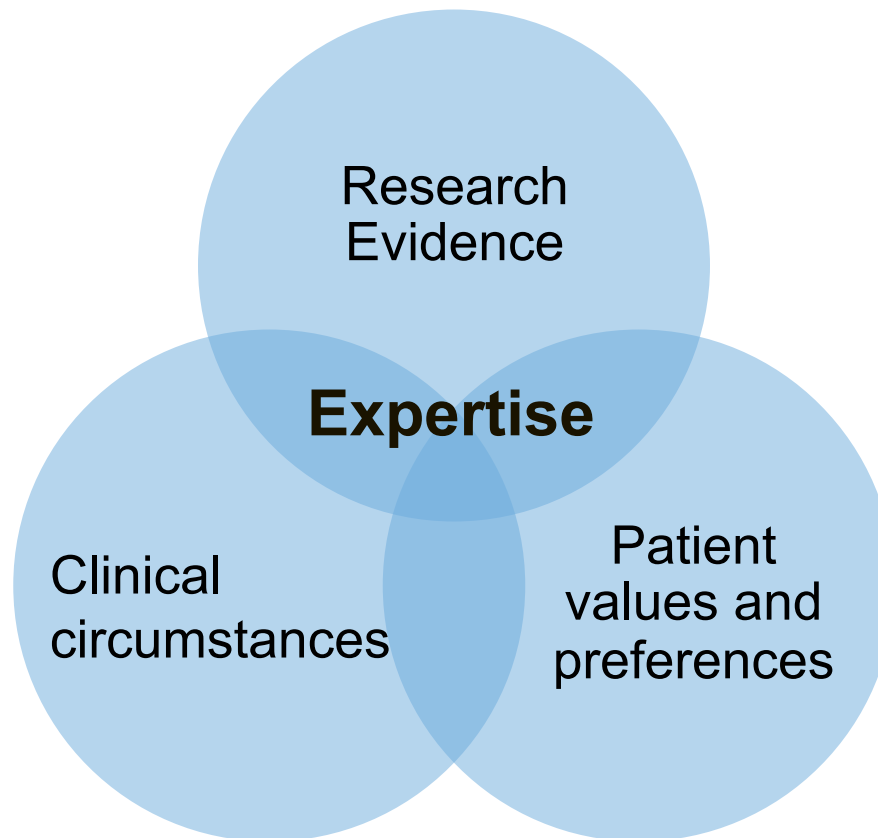 Research
Evidence
Expertise
Clinical
circumstances
Patient
values and
preferences